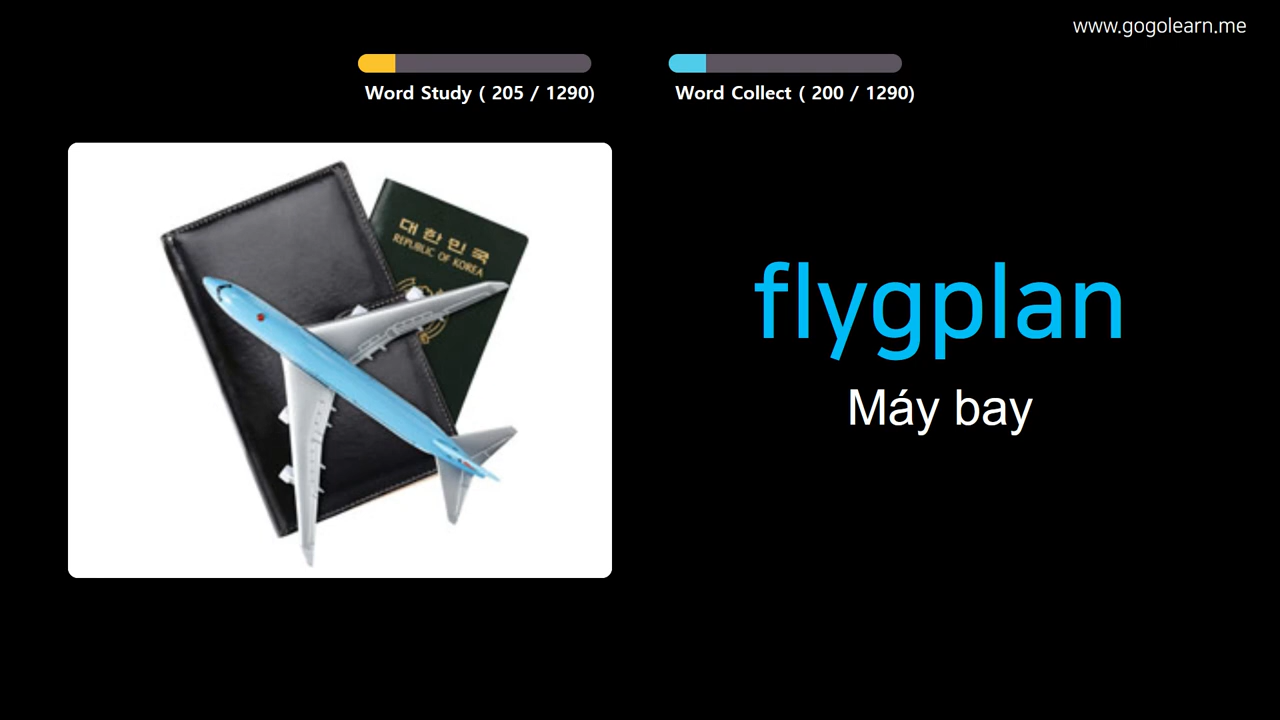 www.gogolearn.me
Word Study ( 205 / 1290)
Word Collect ( 200 / 1290)
대한민국
REPUBLIC OF KOREA
flygplan
Máy bay